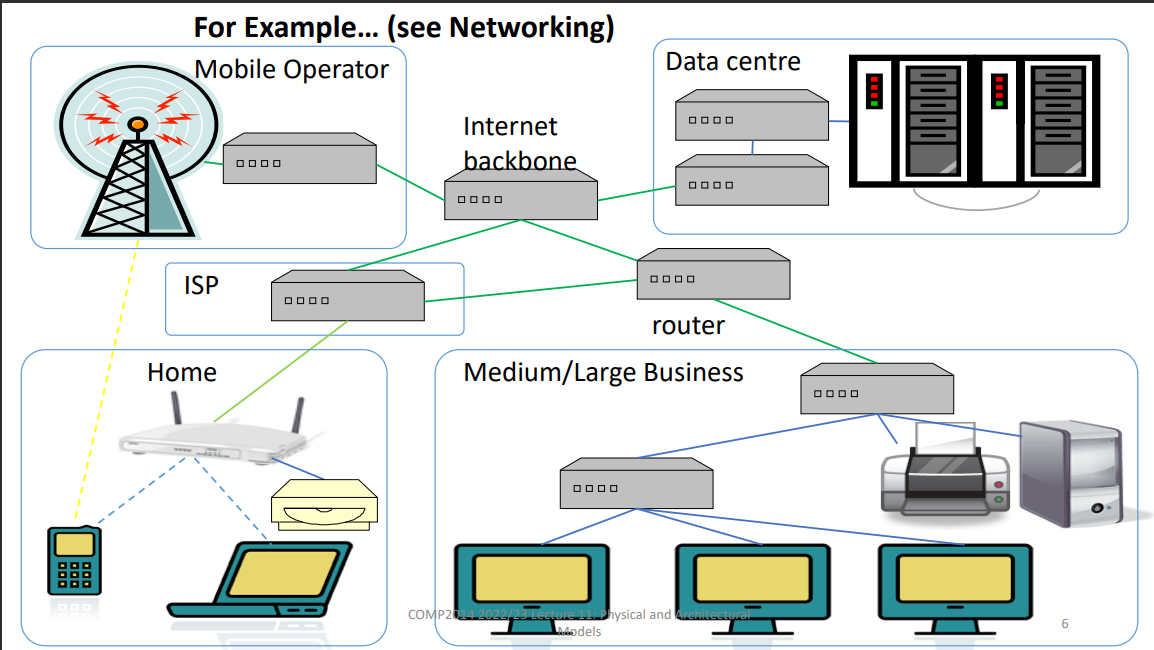 For Example… (see Networking)
Mobile Operator
Data centre
Internet
backbone
ISP
router
Home
Medium/Large Business
COMP2014 2022/23 Lecture 11: Physical and Architectural
Models
6